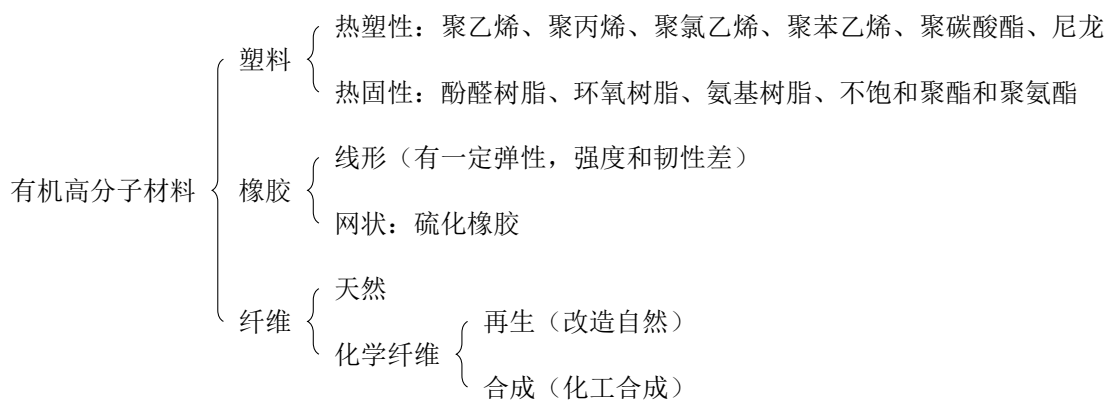 热塑性：聚乙烯、聚丙烯、聚氯乙烯、聚苯乙烯、聚碳酸酯、尼龙
塑料
热固性：酚醛树脂、环氧树脂、氨基树脂、不饱和聚酯和聚氨酯
线形（有一定弹性，强度和韧性差）
有机高分子材料
橡胶
网状：硫化橡胶
天然
纤维
再生（改造自然）
化学纤维
合成（化工合成）